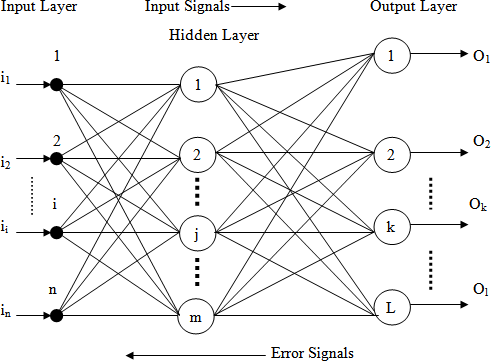 Input Layer Input Signals Output Layer
Hidden Layer
1 1 1
i1 O1
2 2 2
i2 O2
i j k
ii Ok
n m L
in Ol
Error Signals